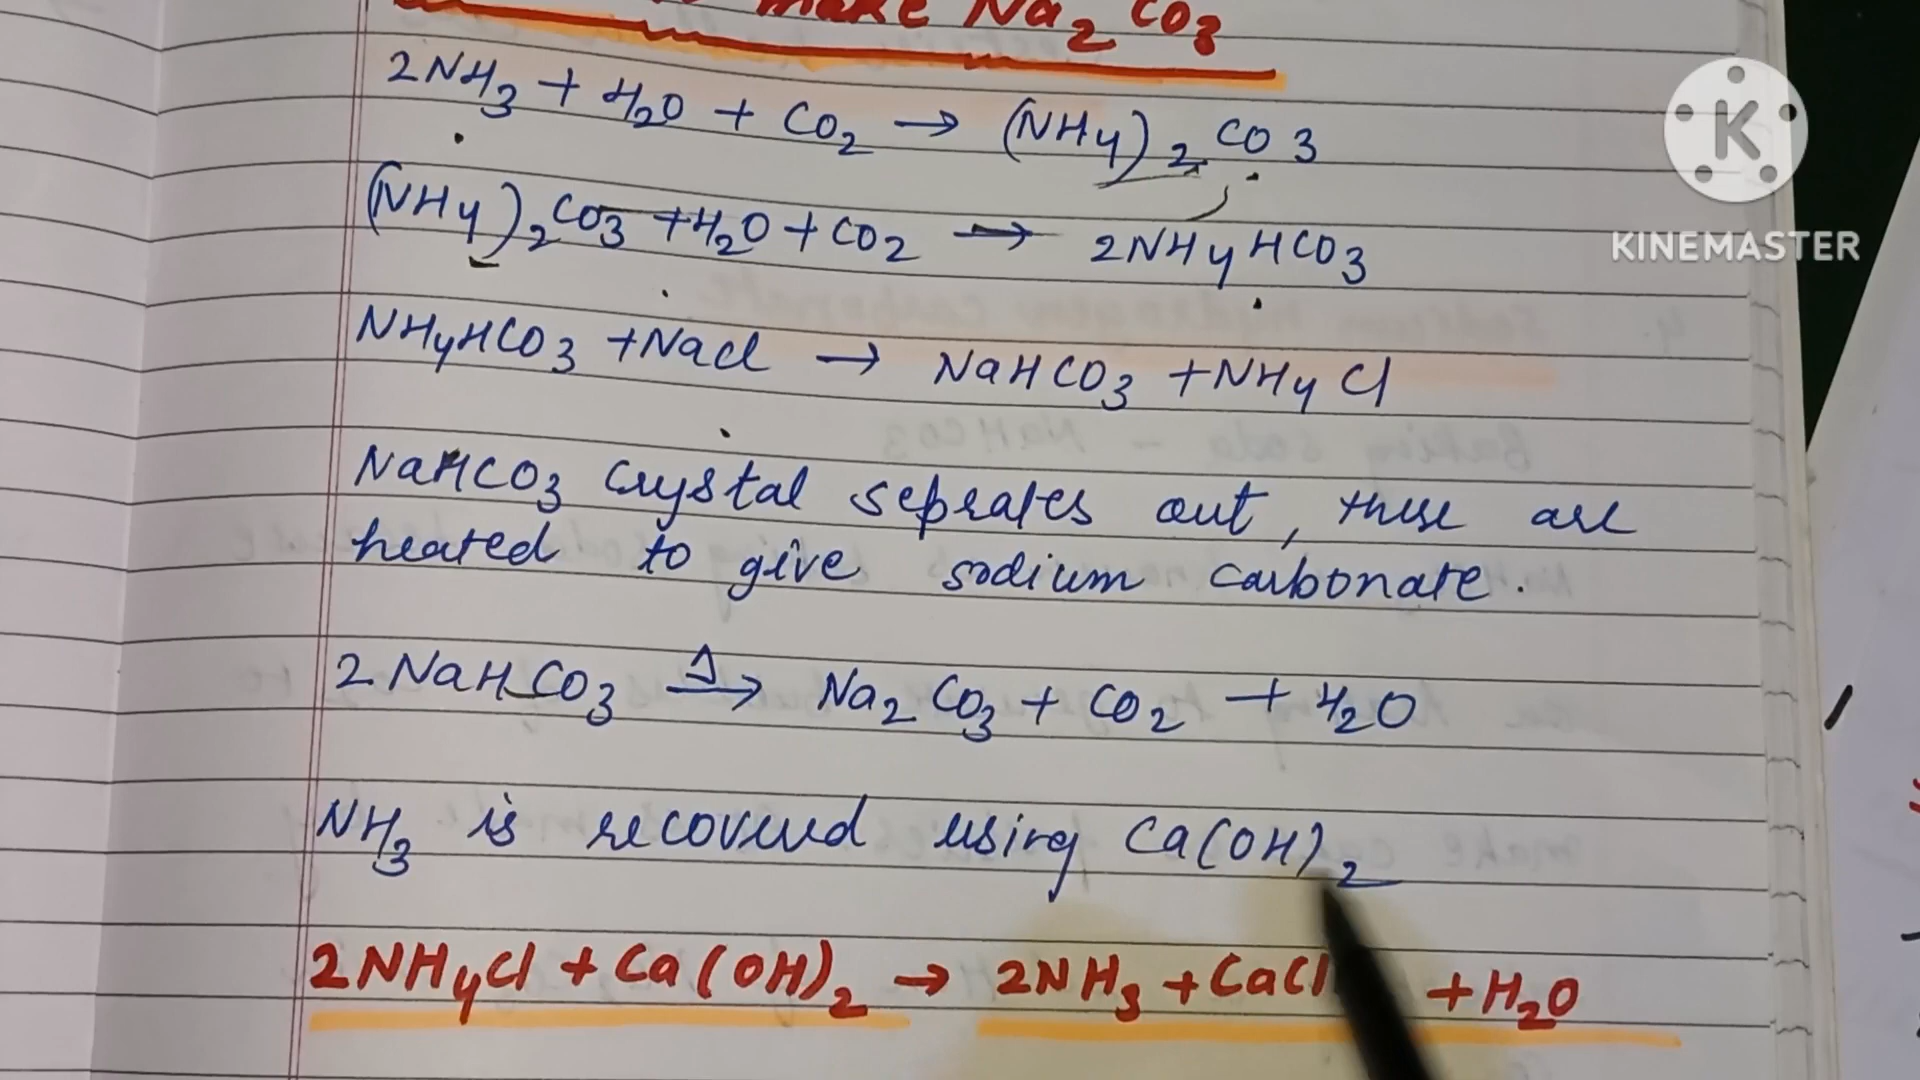 make Na2CO3
2NH3 + H2O + CO2 → (NH4)2CO3
(NH4)2CO3 + H2O + CO2 → 2NH4HCO3
NH4HCO3 + NaCl → NaHCO3 + NH4Cl
NaHCO3 crystal seprates out, these are
heated to give sodium carbonate.
2NaHCO3 Δ→ Na2CO3 + CO2 + H2O
NH3 is recovered using Ca(OH)2
2NH4Cl + Ca(OH)2 → 2NH3 + CaCl + H2O
K
KINEMASTER